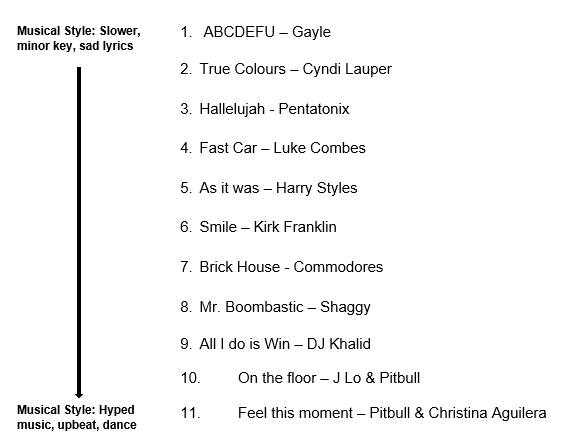 Musical Style: Slower,
minor key, sad lyrics
1. ABCDEFU – Gayle
2. True Colours – Cyndi Lauper
3. Hallelujah - Pentatonix
4. Fast Car – Luke Combes
5. As it was – Harry Styles
6. Smile – Kirk Franklin
7. Brick House - Commodores
8. Mr. Boombastic – Shaggy
9. All I do is Win – DJ Khalid
10. On the floor – J Lo & Pitbull
Musical Style: Hyped
music, upbeat, dance
11. Feel this moment – Pitbull & Christina Aguilera